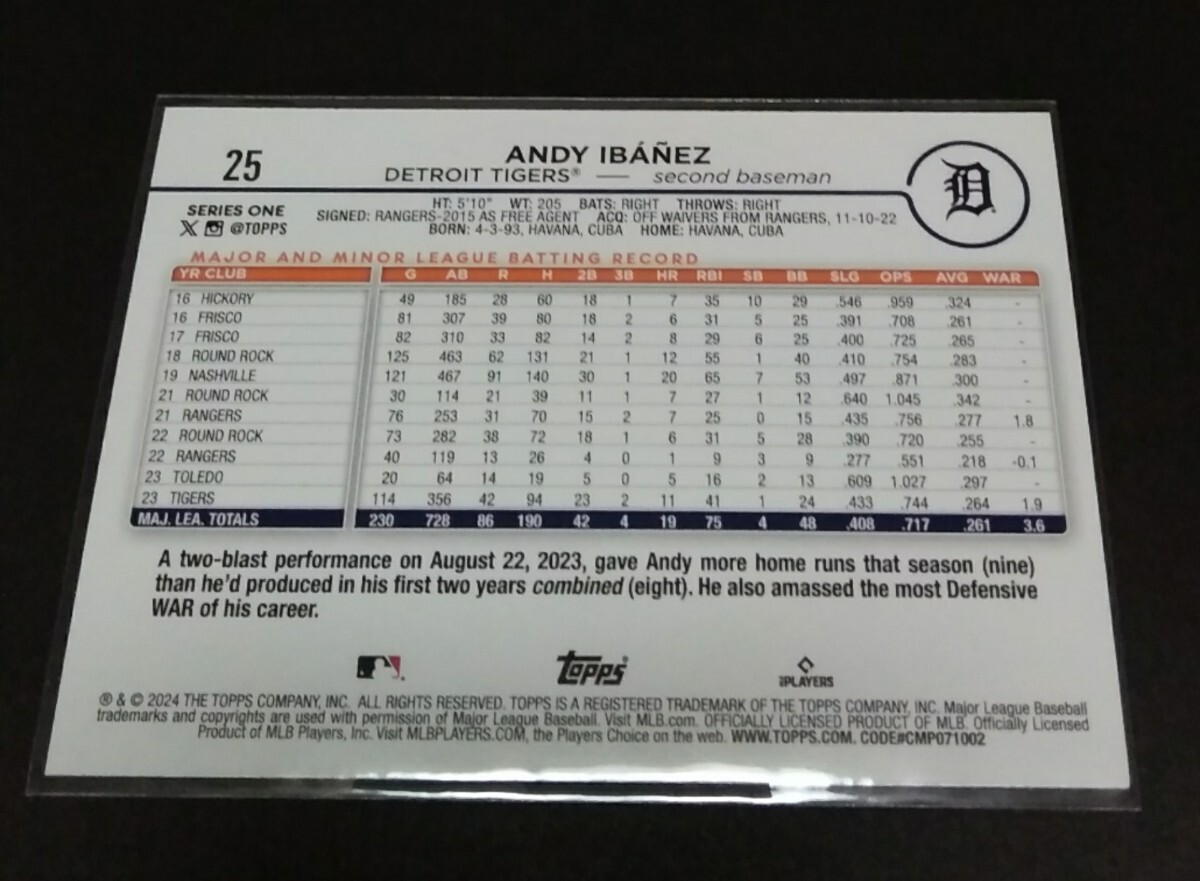 25
ANDY IBÁÑEZ
DETROIT TIGERS® — second baseman
D
SERIES ONE
@TOPPS
HT: 5'10" WT: 205 BATS: RIGHT THROWS: RIGHT
SIGNED: RANGERS-2015 AS FREE AGENT ACQ: OFF WAIVERS FROM RANGERS, 11-10-22
BORN: 4-3-93, HAVANA, CUBA HOME: HAVANA, CUBA
MAJOR AND MINOR LEAGUE BATTING RECORD
YR CLUB G AB R H 2B 3B HR RBI SB BB SLG OPS AVG WAR
16 HICKORY 49 185 28 60 18 1 7 35 10 29 .546 .959 .324 -
16 FRISCO 81 307 39 80 18 2 6 31 5 25 .391 .708 .261 -
17 FRISCO 82 310 33 82 14 2 8 29 6 25 .400 .725 .265 -
18 ROUND ROCK 125 463 62 131 21 1 12 55 1 40 .410 .754 .283 -
19 NASHVILLE 121 467 91 140 30 1 20 65 7 53 .497 .871 .300 -
21 ROUND ROCK 30 114 21 39 11 1 7 27 1 12 .640 1.045 .342 -
21 RANGERS 76 253 31 70 15 2 7 25 0 15 .435 .756 .277 1.8
22 ROUND ROCK 73 282 38 72 18 1 6 31 5 28 .390 .720 .255 -
22 RANGERS 40 119 13 26 4 0 1 9 3 9 .277 .551 .218 -0.1
23 TOLEDO 20 64 14 19 5 0 5 16 2 13 .609 1.027 .297 -
23 TIGERS 114 356 42 94 23 2 11 41 1 24 .433 .744 .264 1.9
MAJ. LEA. TOTALS 230 728 86 190 42 4 19 75 4 48 .408 .717 .261 3.6
A two-blast performance on August 22, 2023, gave Andy more home runs that season (nine)
than he'd produced in his first two years combined (eight). He also amassed the most Defensive
WAR of his career.
Topps
PLAYERS
® & © 2024 THE TOPPS COMPANY, INC. ALL RIGHTS RESERVED. TOPPS IS A REGISTERED TRADEMARK OF THE TOPPS COMPANY, INC. Major League Baseball
trademarks and copyrights are used with permission of Major League Baseball. Visit MLB.com. OFFICIALLY LICENSED PRODUCT OF MLB. Officially Licensed
Product of MLB Players, Inc. Visit MLBPLAYERS.COM, the Players Choice on the web. WWW.TOPPS.COM. CODE#CMP071002